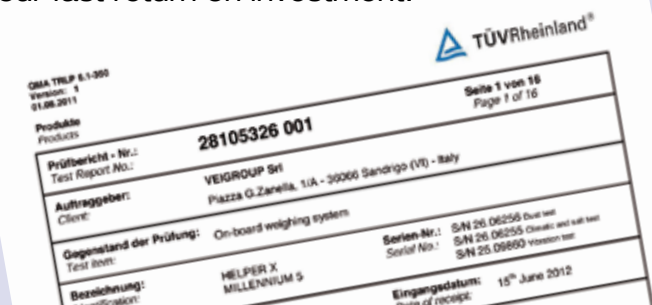 our fast return on investment.
TÜVRheinland®
QMA TRLP 6.1-350
Version: 1
01.08.2011
Produkte
Products
Seite 1 von 16
Page 1 of 16
Prüfbericht - Nr.:
Test Report No.:
28105326 001
Auftraggeber:
Client:
VEIGROUP Srl
Piazza G.Zanella, 1/A - 36066 Sandrigo (VI) - Italy
Gegenstand der Prüfung:
Test item:
On-board weighing system
Bezeichnung:
Identification:
HELPER X
MILLENNIUM 5
Serien-Nr.:
Serial No.:
S/N 26.06256 Dust test
S/N 26.06255 Climatic and salt test
S/N 25.09860 Vibration test
Eingangsdatum:
Date of receipt:
15th June 2012